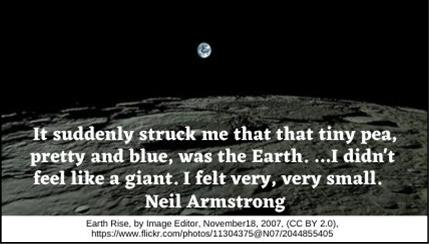 It suddenly struck me that that tiny pea,
pretty and blue, was the Earth. ...I didn't
feel like a giant. I felt very, very small.
Neil Armstrong
Earth Rise, by Image Editor, November18, 2007, (CC BY 2.0),
https://www.flickr.com/photos/11304375@N07/2044855405